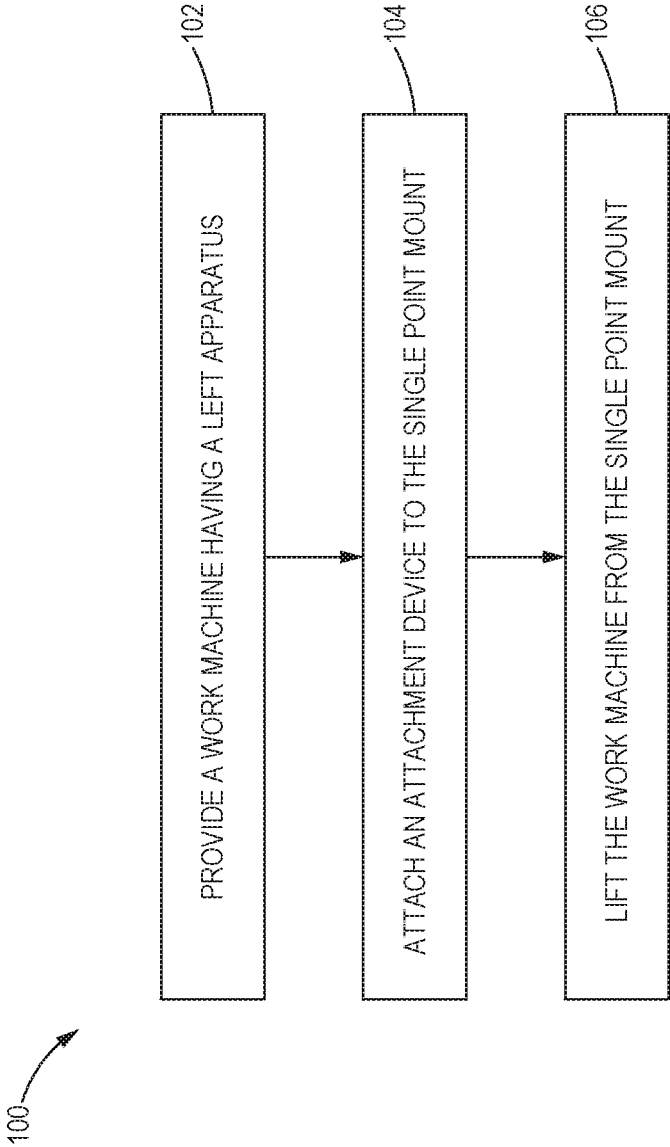 100
PROVIDE A WORK MACHINE HAVING A LEFT APPARATUS
102
ATTACH AN ATTACHMENT DEVICE TO THE SINGLE POINT MOUNT
104
LIFT THE WORK MACHINE FROM THE SINGLE POINT MOUNT
106